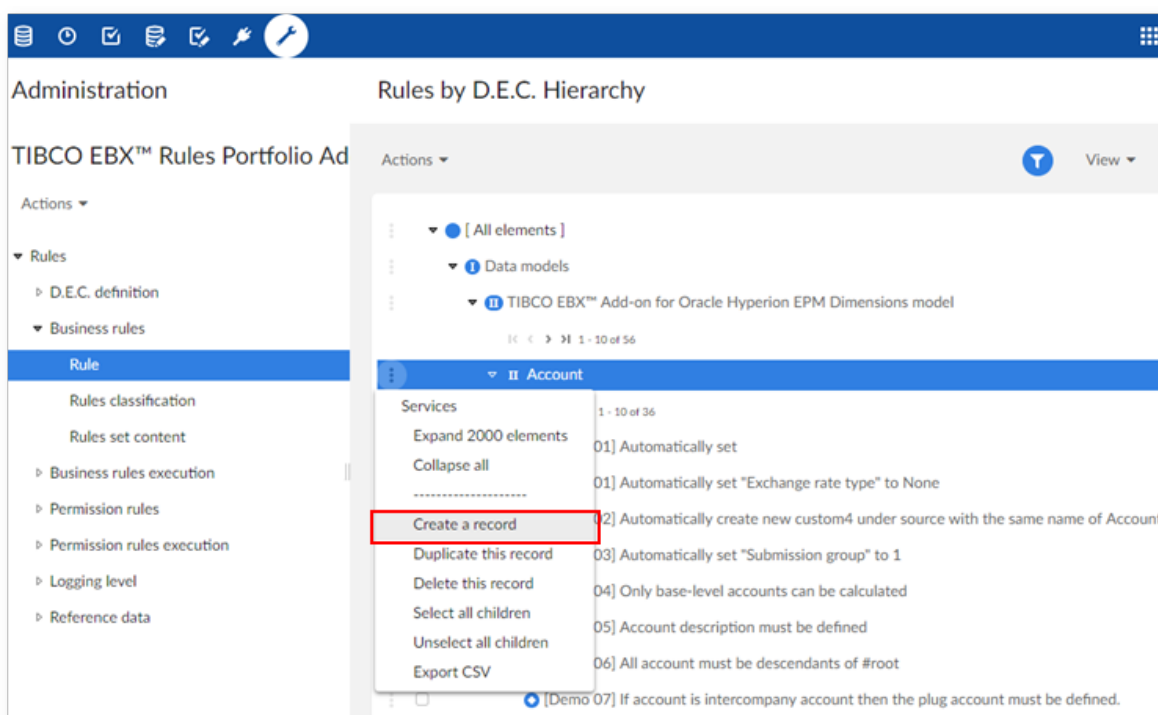 Administration
Rules by D.E.C. Hierarchy
TIBCO EBX™ Rules Portfolio Ad
Actions
Actions
View
Rules
D.E.C. definition
Business rules
Rule
Rules classification
Rules set content
Business rules execution
Permission rules
Permission rules execution
Logging level
Reference data
[ All elements ]
I Data models
II TIBCO EBX™ Add-on for Oracle Hyperion EPM Dimensions model
1 - 10 of 56
II Account
Services
Expand 2000 elements
Collapse all
--------------------
Create a record
Duplicate this record
Delete this record
Select all children
Unselect all children
Export CSV
1 - 10 of 36
01] Automatically set
01] Automatically set "Exchange rate type" to None
02] Automatically create new custom4 under source with the same name of Account
03] Automatically set "Submission group" to 1
04] Only base-level accounts can be calculated
05] Account description must be defined
06] All account must be descendants of #root
[Demo 07] If account is intercompany account then the plug account must be defined.